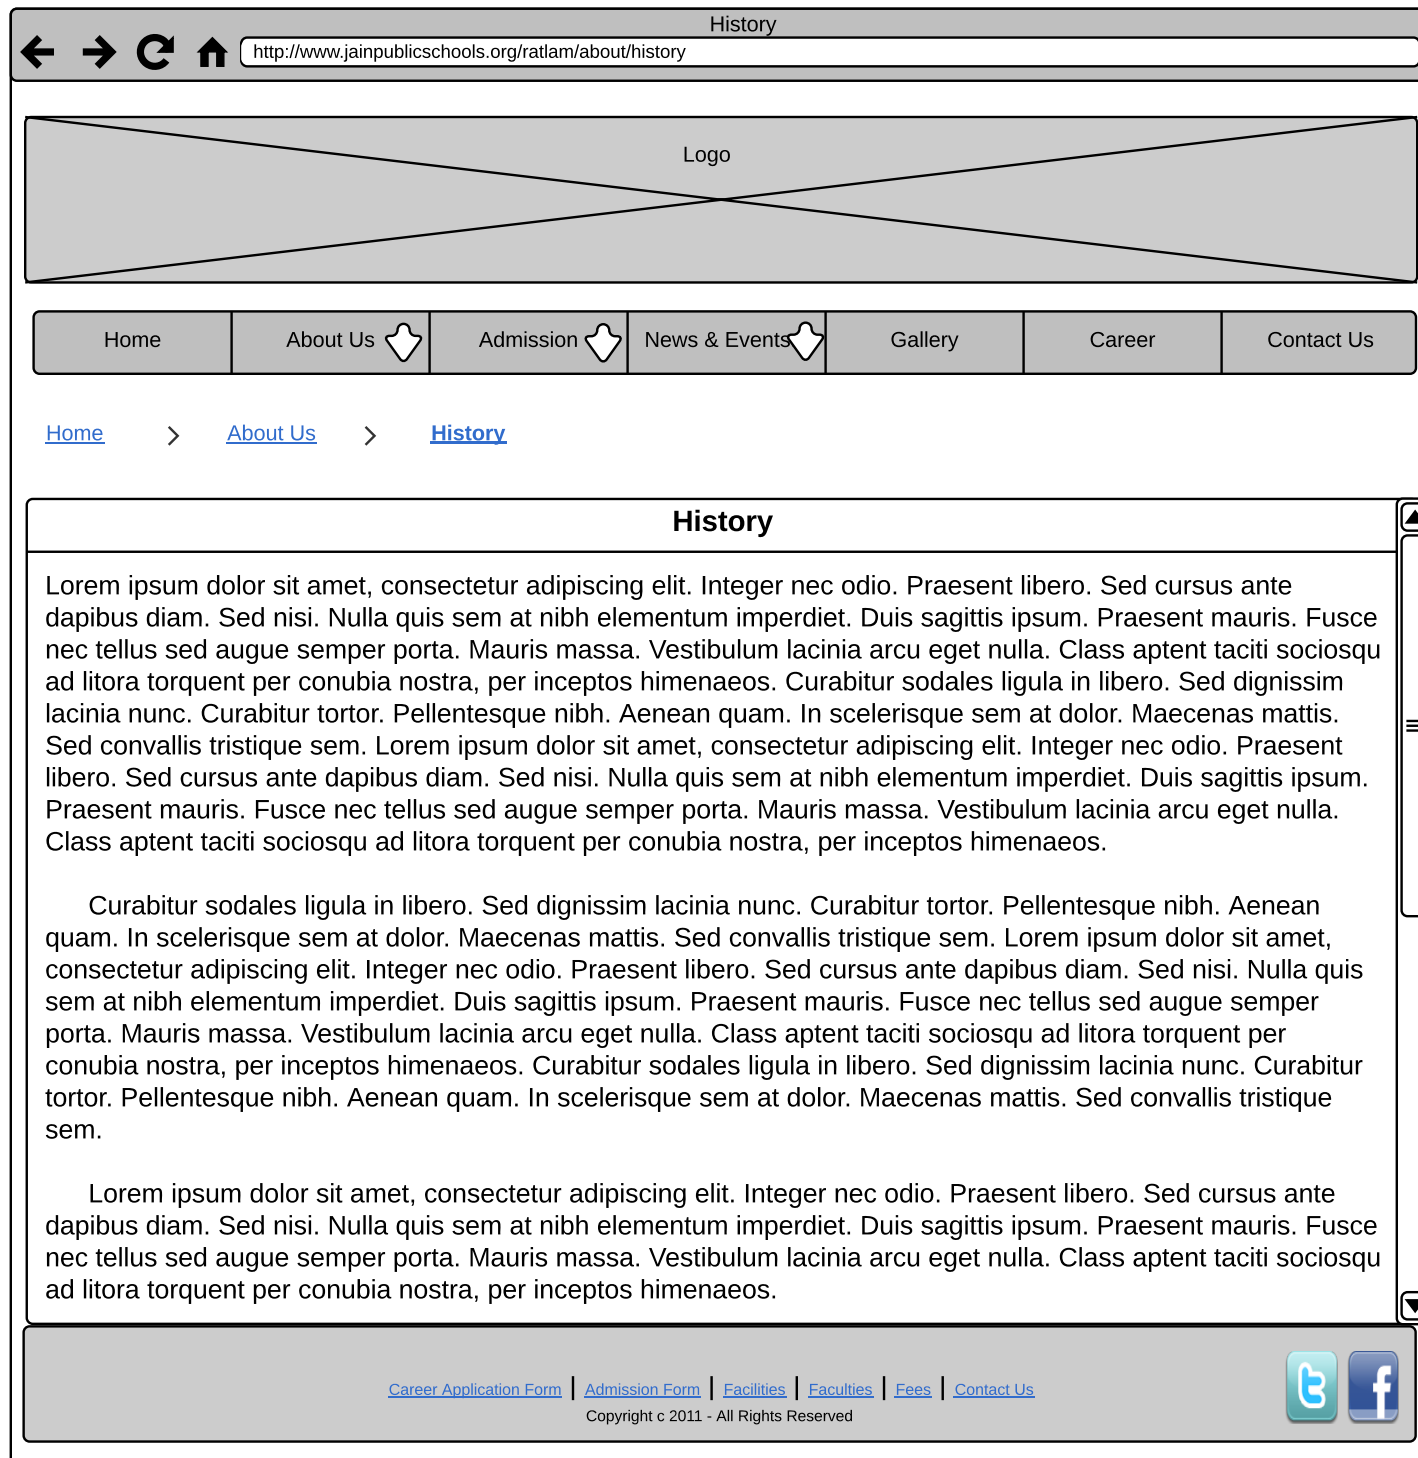 History
http://www.jainpublicschools.org/ratlam/about/history
Logo
Home About Us Admission News & Events Gallery Career Contact Us
Home > About Us > History
History
Lorem ipsum dolor sit amet, consectetur adipiscing elit. Integer nec odio. Praesent libero. Sed cursus ante
dapibus diam. Sed nisi. Nulla quis sem at nibh elementum imperdiet. Duis sagittis ipsum. Praesent mauris. Fusce
nec tellus sed augue semper porta. Mauris massa. Vestibulum lacinia arcu eget nulla. Class aptent taciti sociosqu
ad litora torquent per conubia nostra, per inceptos himenaeos. Curabitur sodales ligula in libero. Sed dignissim
lacinia nunc. Curabitur tortor. Pellentesque nibh. Aenean quam. In scelerisque sem at dolor. Maecenas mattis.
Sed convallis tristique sem. Lorem ipsum dolor sit amet, consectetur adipiscing elit. Integer nec odio. Praesent
libero. Sed cursus ante dapibus diam. Sed nisi. Nulla quis sem at nibh elementum imperdiet. Duis sagittis ipsum.
Praesent mauris. Fusce nec tellus sed augue semper porta. Mauris massa. Vestibulum lacinia arcu eget nulla.
Class aptent taciti sociosqu ad litora torquent per conubia nostra, per inceptos himenaeos.
Curabitur sodales ligula in libero. Sed dignissim lacinia nunc. Curabitur tortor. Pellentesque nibh. Aenean
quam. In scelerisque sem at dolor. Maecenas mattis. Sed convallis tristique sem. Lorem ipsum dolor sit amet,
consectetur adipiscing elit. Integer nec odio. Praesent libero. Sed cursus ante dapibus diam. Sed nisi. Nulla quis
sem at nibh elementum imperdiet. Duis sagittis ipsum. Praesent mauris. Fusce nec tellus sed augue semper
porta. Mauris massa. Vestibulum lacinia arcu eget nulla. Class aptent taciti sociosqu ad litora torquent per
conubia nostra, per inceptos himenaeos. Curabitur sodales ligula in libero. Sed dignissim lacinia nunc. Curabitur
tortor. Pellentesque nibh. Aenean quam. In scelerisque sem at dolor. Maecenas mattis. Sed convallis tristique
sem.
Lorem ipsum dolor sit amet, consectetur adipiscing elit. Integer nec odio. Praesent libero. Sed cursus ante
dapibus diam. Sed nisi. Nulla quis sem at nibh elementum imperdiet. Duis sagittis ipsum. Praesent mauris. Fusce
nec tellus sed augue semper porta. Mauris massa. Vestibulum lacinia arcu eget nulla. Class aptent taciti sociosqu
ad litora torquent per conubia nostra, per inceptos himenaeos.
Career Application Form | Admission Form | Facilities | Faculties | Fees | Contact Us
Copyright c 2011 - All Rights Reserved
t f